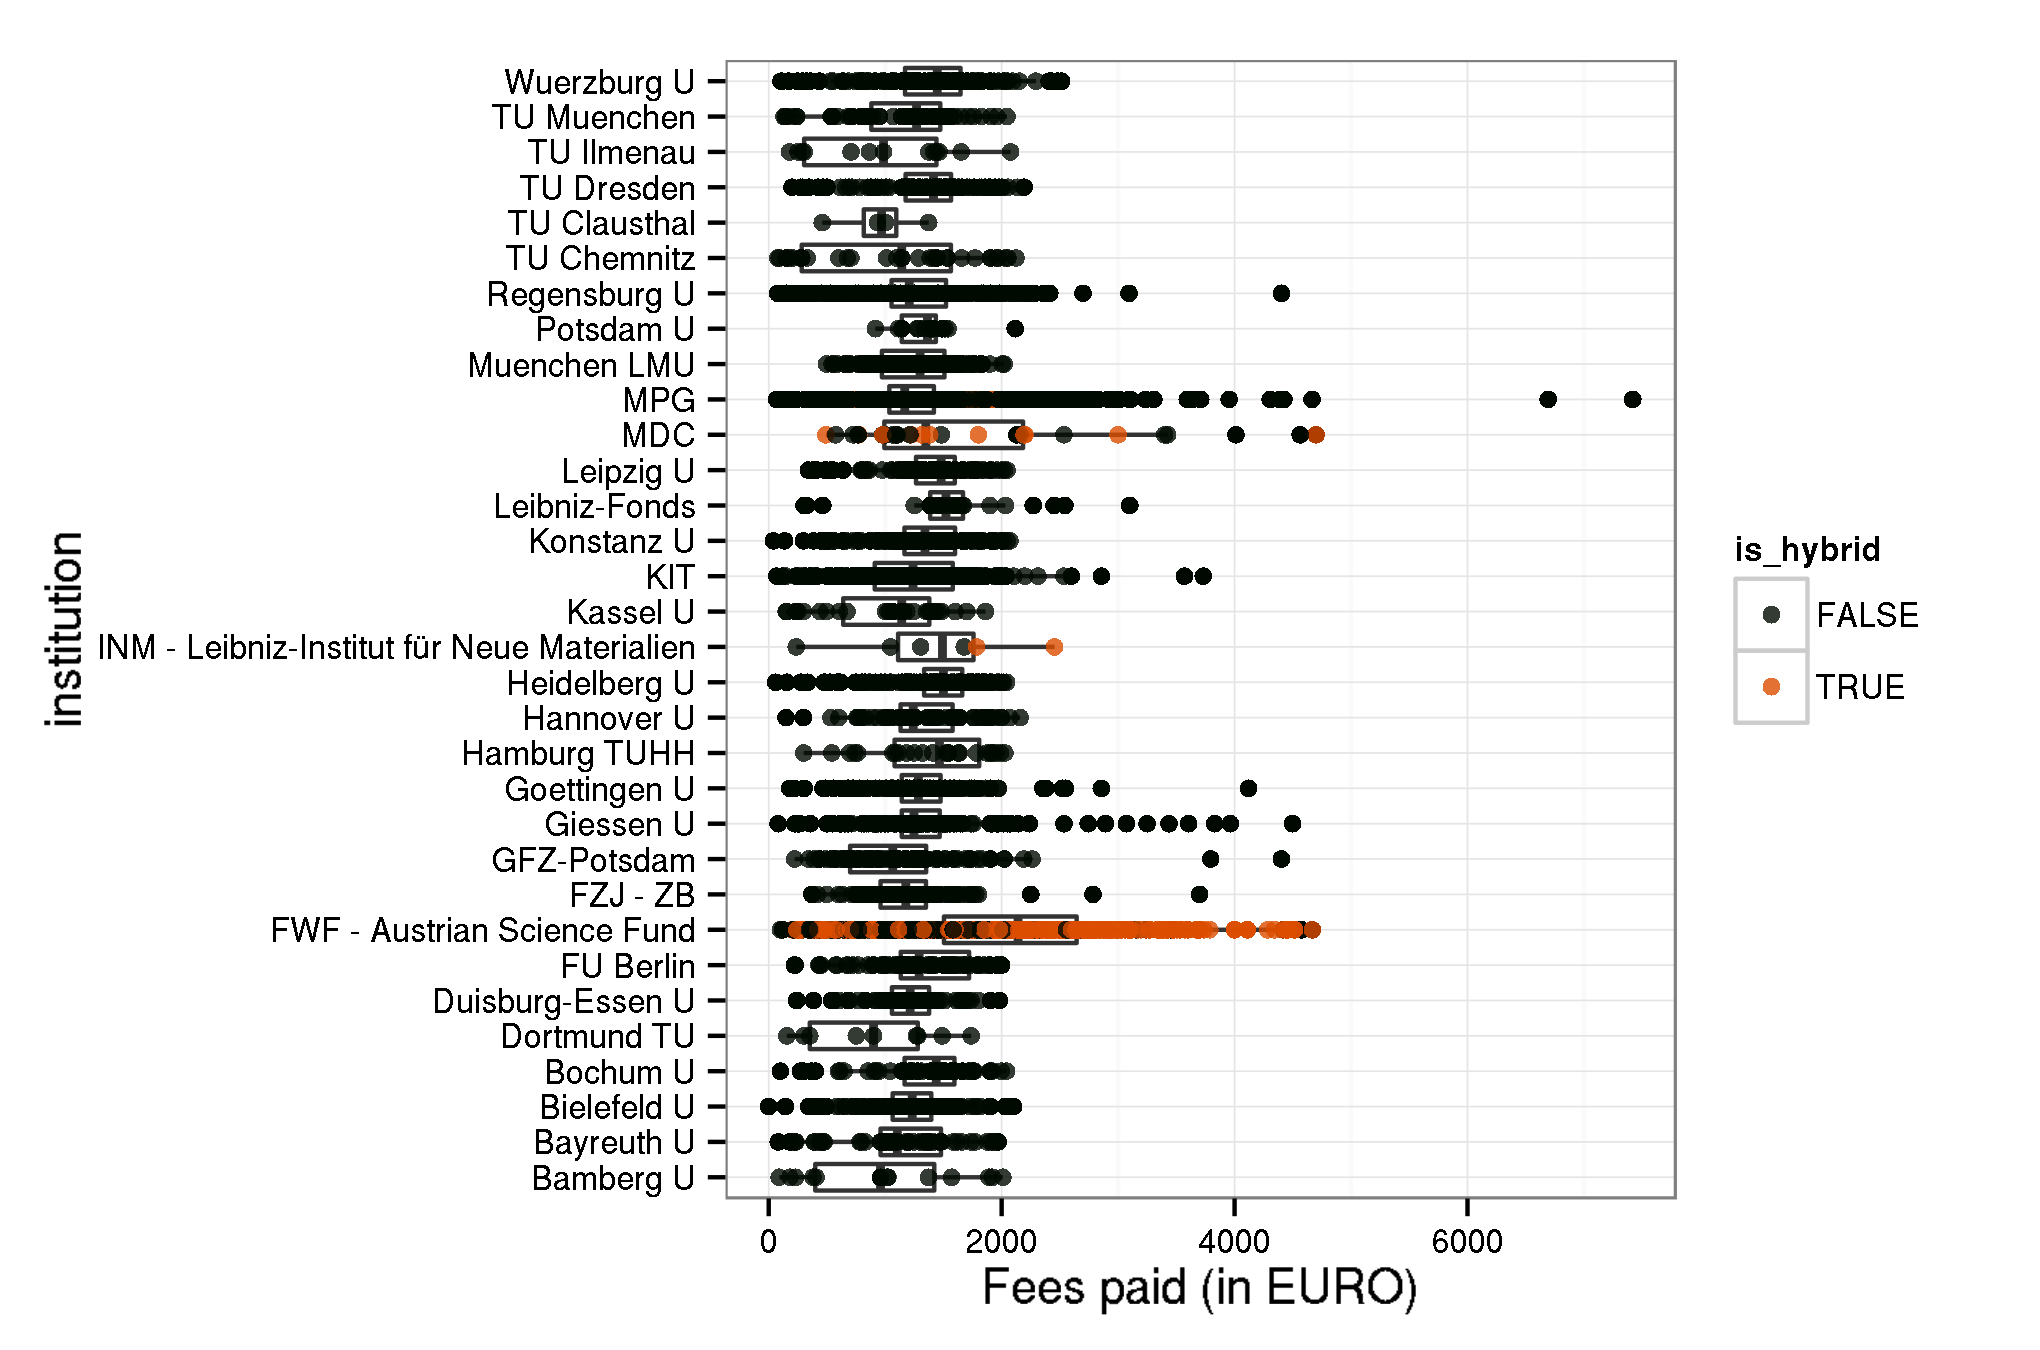 Wuerzburg U
TU Muenchen
TU Ilmenau
TU Dresden
TU Clausthal
TU Chemnitz
Regensburg U
Potsdam U
Muenchen LMU
MPG
MDC
Leipzig U
Leibniz-Fonds
Konstanz U
KIT
Kassel U
INM - Leibniz-Institut für Neue Materialien
Heidelberg U
Hannover U
Hamburg TUHH
Goettingen U
Giessen U
GFZ-Potsdam
FZJ - ZB
FWF - Austrian Science Fund
FU Berlin
Duisburg-Essen U
Dortmund TU
Bochum U
Bielefeld U
Bayreuth U
Bamberg U
institution
0 2000 4000 6000
Fees paid (in EURO)
is_hybrid
FALSE
TRUE